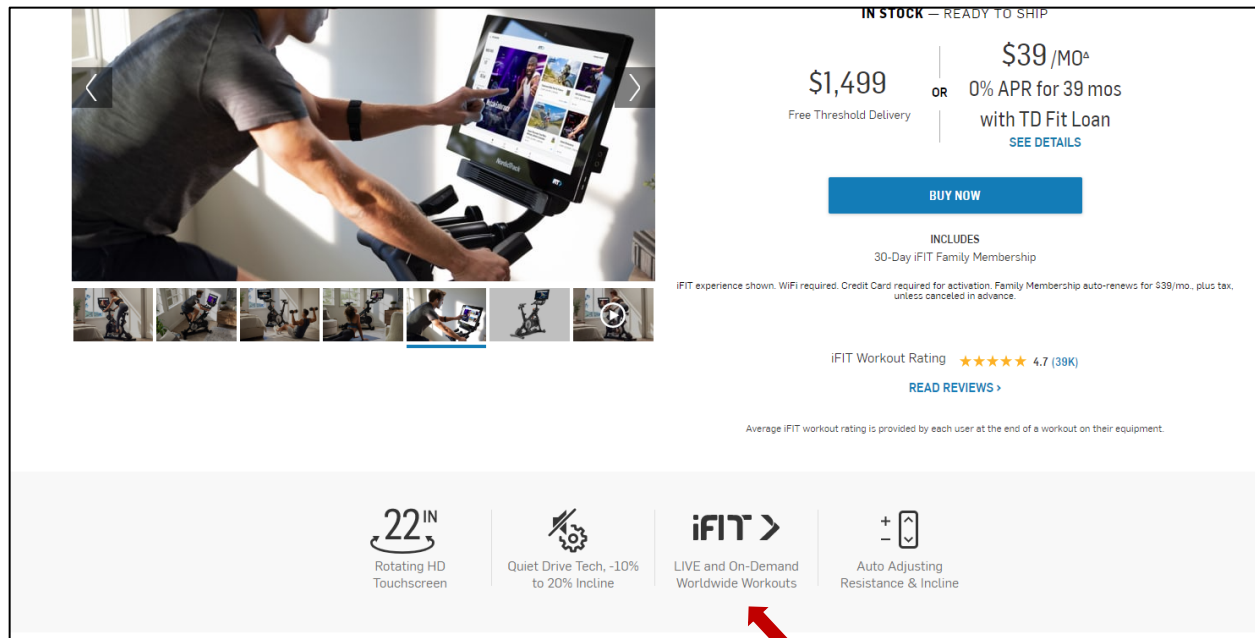 IN STOCK — READY TO SHIP
$1,499
Free Threshold Delivery
OR
$39 /MO∆
0% APR for 39 mos
with TD Fit Loan
SEE DETAILS
BUY NOW
INCLUDES
30-Day iFIT Family Membership
iFIT experience shown. WiFi required. Credit Card required for activation. Family Membership auto-renews for $39/mo., plus tax,
unless canceled in advance.
iFIT Workout Rating 4.7 (39K)
READ REVIEWS >
Average iFIT workout rating is provided by each user at the end of a workout on their equipment.
NordicTrack
22 IN
Rotating HD
Touchscreen
Quiet Drive Tech, -10%
to 20% Incline
iFIT
LIVE and On-Demand
Worldwide Workouts
Auto Adjusting
Resistance & Incline